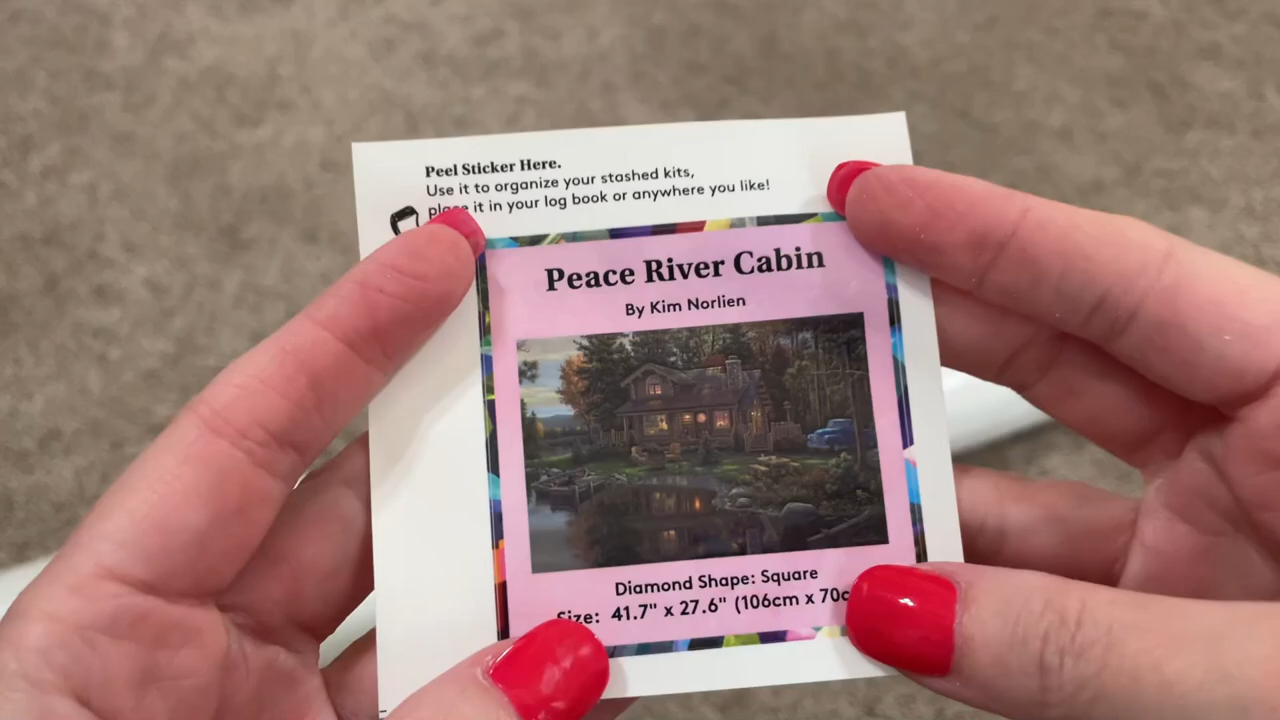 Peel Sticker Here.
Use it to organize your stashed kits,
place it in your log book or anywhere you like!
Peace River Cabin
By Kim Norlien
Diamond Shape: Square
Size: 41.7" x 27.6" (106cm x 70c